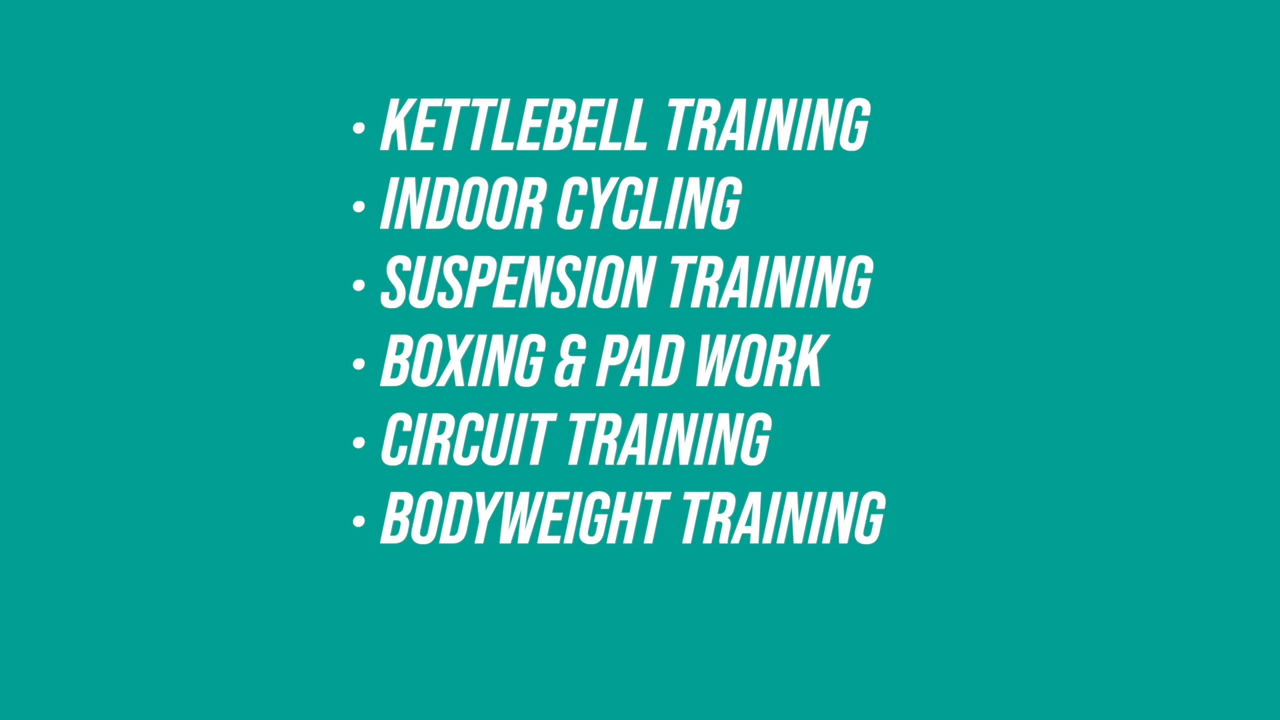 • KETTLEBELL TRAINING
• INDOOR CYCLING
• SUSPENSION TRAINING
• BOXING & PAD WORK
• CIRCUIT TRAINING
• BODYWEIGHT TRAINING